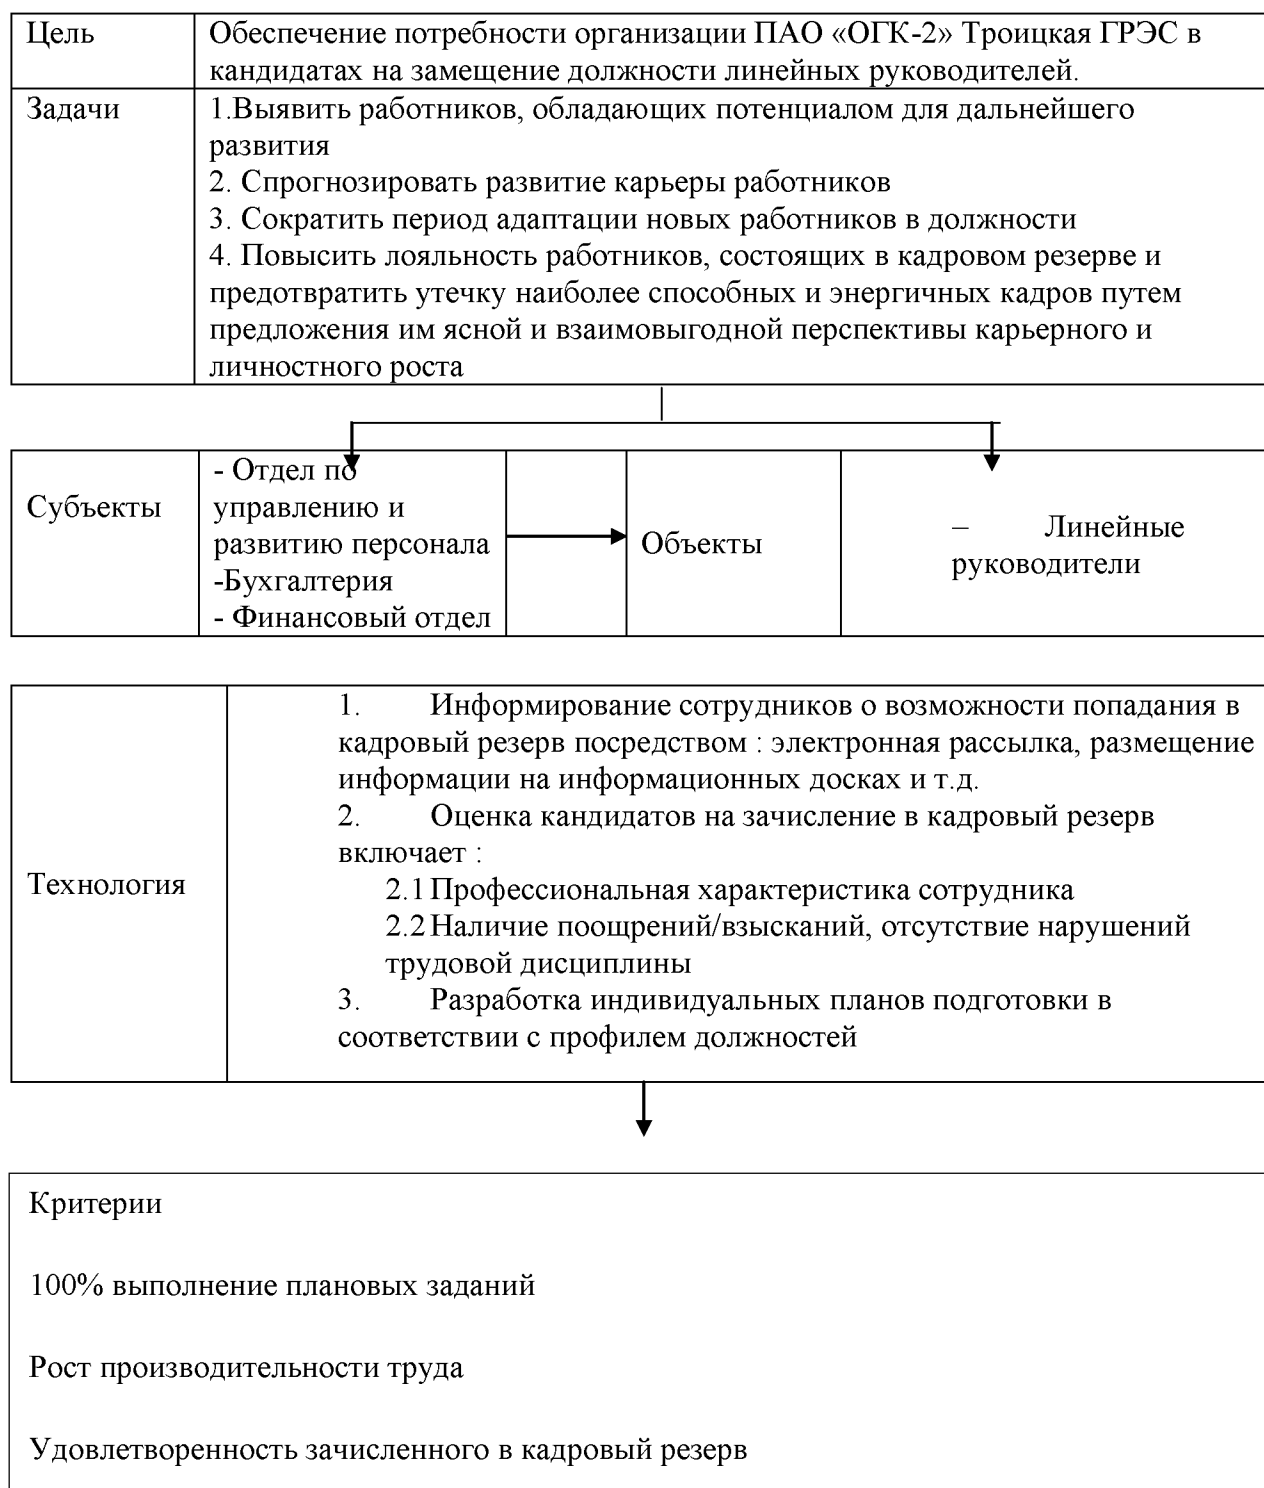 Цель
Обеспечение потребности организации ПАО «ОГК-2» Троицкая ГРЭС в
кандидатах на замещение должности линейных руководителей.
Задачи
1.Выявить работников, обладающих потенциалом для дальнейшего
развития
2. Спрогнозировать развитие карьеры работников
3. Сократить период адаптации новых работников в должности
4. Повысить лояльность работников, состоящих в кадровом резерве и
предотвратить утечку наиболее способных и энергичных кадров путем
предложения им ясной и взаимовыгодной перспективы карьерного и
личностного роста
Субъекты
- Отдел по
управлению и
развитию персонала
-Бухгалтерия
- Финансовый отдел
Объекты
– Линейные
руководители
Технология
1. Информирование сотрудников о возможности попадания в
кадровый резерв посредством : электронная рассылка, размещение
информации на информационных досках и т.д.
2. Оценка кандидатов на зачисление в кадровый резерв
включает :
2.1 Профессиональная характеристика сотрудника
2.2 Наличие поощрений/взысканий, отсутствие нарушений
трудовой дисциплины
3. Разработка индивидуальных планов подготовки в
соответствии с профилем должностей
Критерии
100% выполнение плановых заданий
Рост производительности труда
Удовлетворенность зачисленного в кадровый резерв